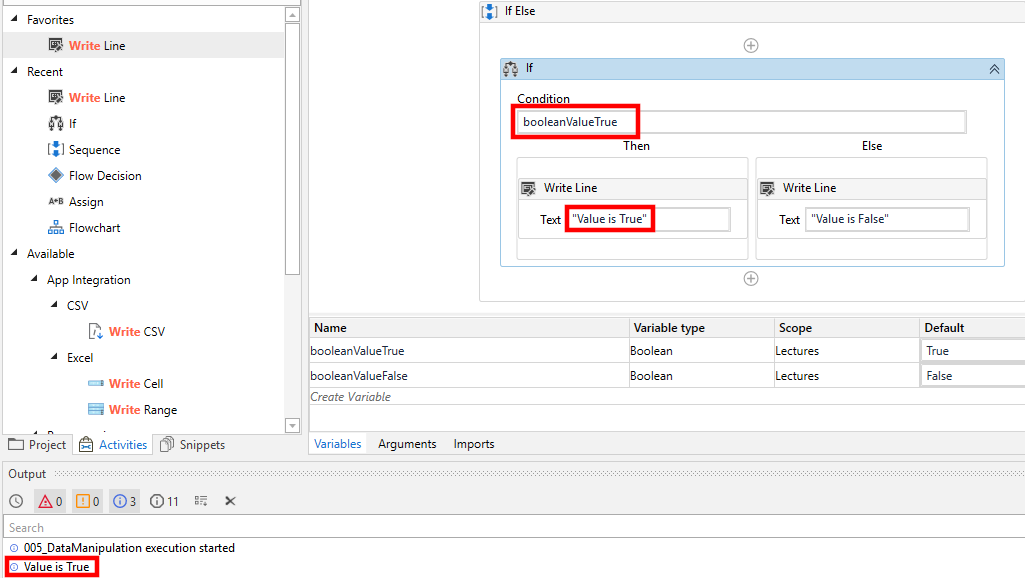 Favorites
Write Line
Recent
Write Line
If
Sequence
Flow Decision
A+B Assign
Flowchart
Available
App Integration
CSV
Write CSV
Excel
Write Cell
Write Range
Project Activities Snippets
If Else
If
Condition
booleanValueTrue
Then Else
Write Line Write Line
Text "Value is True" Text "Value is False"
Name Variable type Scope Default
booleanValueTrue Boolean Lectures True
booleanValueFalse Boolean Lectures False
Create Variable
Variables Arguments Imports
Output
0 0 3 11
Search
005_DataManipulation execution started
Value is True